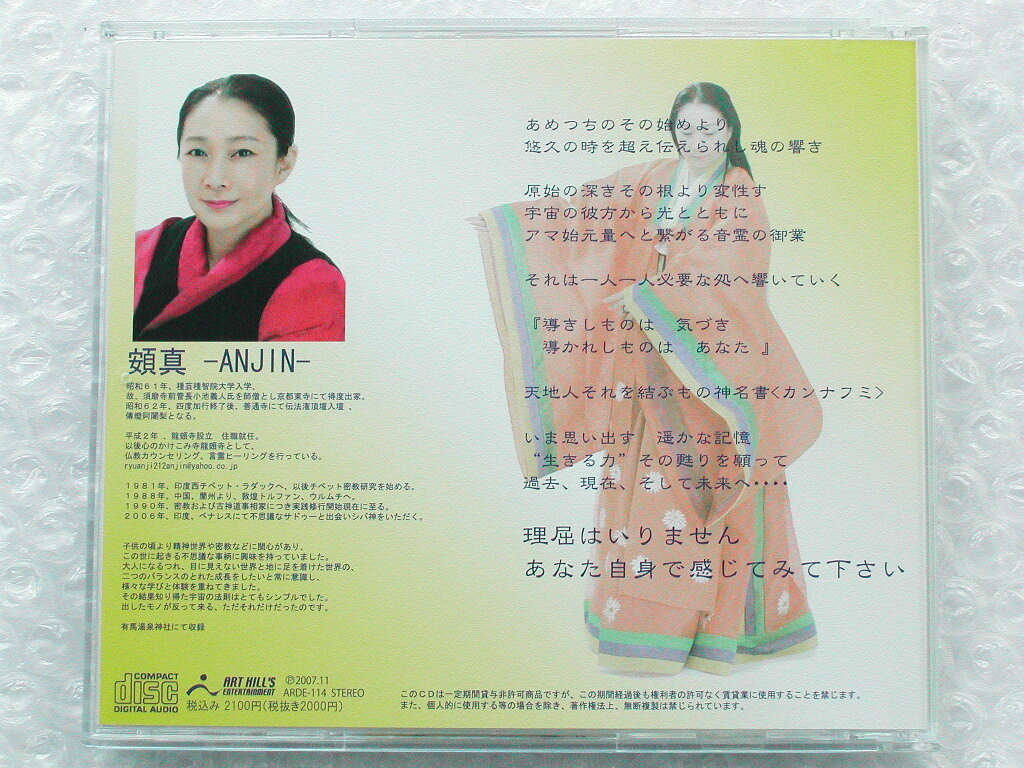 あめつちのその始めより
悠久の時を超え伝えられし魂の響き
原始の深きその根より変性す
宇宙の彼方から光とともに
アマ始元量へと繋がる音霊の御業
それは一人一人必要な処へ響いていく
『導きしものは　気づき
導かれしものは　あなた 』
天地人それを結ぶもの神名書<カンナフミ>
いま思い出す　遥かな記憶
“生きる力” その甦りを願って
過去、現在、そして未来へ････
理屈はいりません
あなた自身で感じてみて下さい
頞真 -ANJIN-
昭和６１年、種芸種智院大学入学、
故、須磨寺前管長小池義人氏を師僧とし京都東寺にて得度出家。
昭和６２年、四度加行終了後、善通寺にて伝法潅頂壇入壇 、
傳燈阿闍梨となる。
平成２年 、龍頞寺設立　住職就任。
以後心のかけこみ寺龍頞寺として、
仏教カウンセリング、言霊ヒーリングを行っている。
ryuanji212anjin@yahoo.co.jp
１９８１年、印度西チベット・ラダックへ、以後チベット密教研究を始める。
１９８８年、中国、蘭州より、敦煌トルファン、ウルムチへ。
１９９０年、密教および古神道事相家につき実践修行開始現在に至る。
２００６年、印度、ベナレスにて不思議なサドゥーと出会いシバ神をいただく。
子供の頃より精神世界や密教などに関心があり、
この世に起きる不思議な事柄に興味を持っていました。
大人になるつれ、目に見えない世界と地に足を着けた世界の、
二つのバランスのとれた成長をしたいと常に意識し、
様々な学びと体験を重ねてきました。
その結果知り得た宇宙の法則はとてもシンプルでした。
出したモノが反って来る、ただそれだけだったのです。
有馬湯泉神社にて収録
COMPACT
disc
DIGITAL AUDIO
ART HILL'S
ENTERTAINMENT
℗2007.11
ARDE-114 STEREO
税込み 2100円(税抜き2000円)
このＣＤは一定期間貸与非許可商品ですが、この期間経過後も権利者の許可なく賃貸業に使用することを禁じます。
また、個人的に使用する等の場合を除き、著作権法上、無断複製は禁じられています。